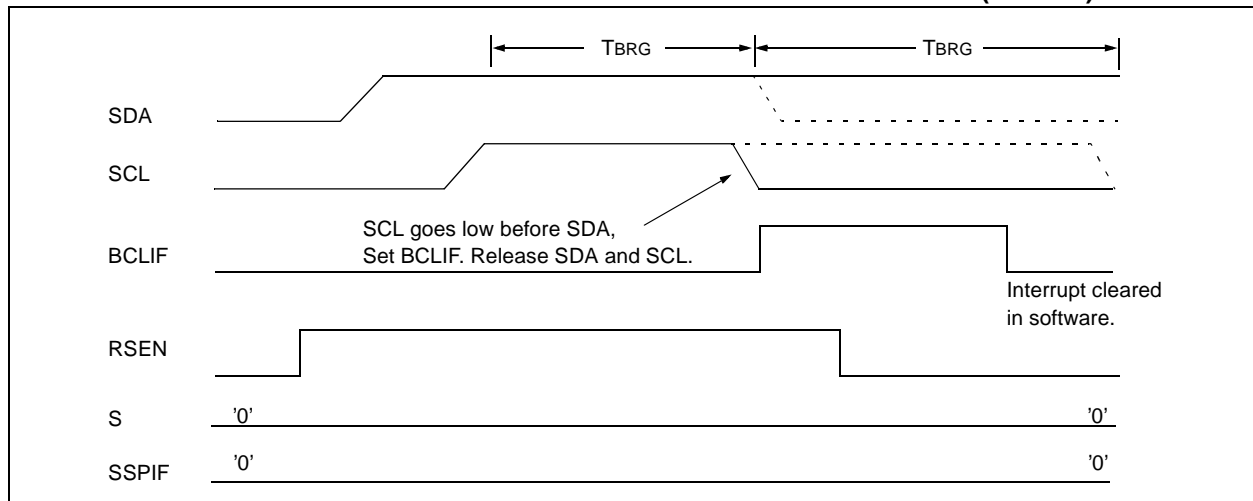 TBRG TBRG
SDA
SCL
SCL goes low before SDA,
Set BCLIF. Release SDA and SCL.
BCLIF
Interrupt cleared
in software.
RSEN
S '0' '0'
SSPIF '0' '0'